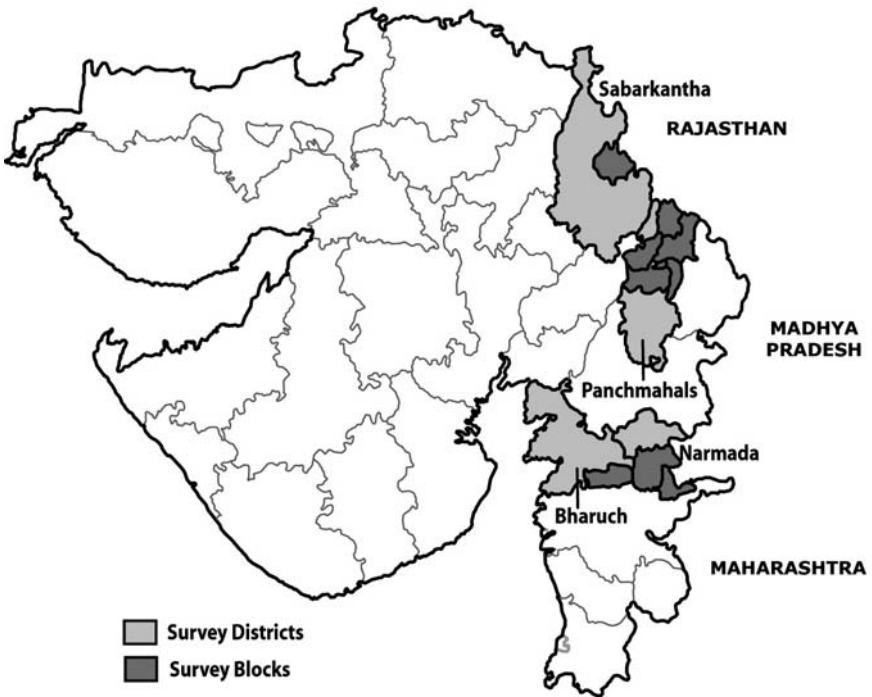 Sabarkantha
RAJASTHAN
MADHYA
PRADESH
Panchmahals
Narmada
Bharuch
MAHARASHTRA
Survey Districts
Survey Blocks